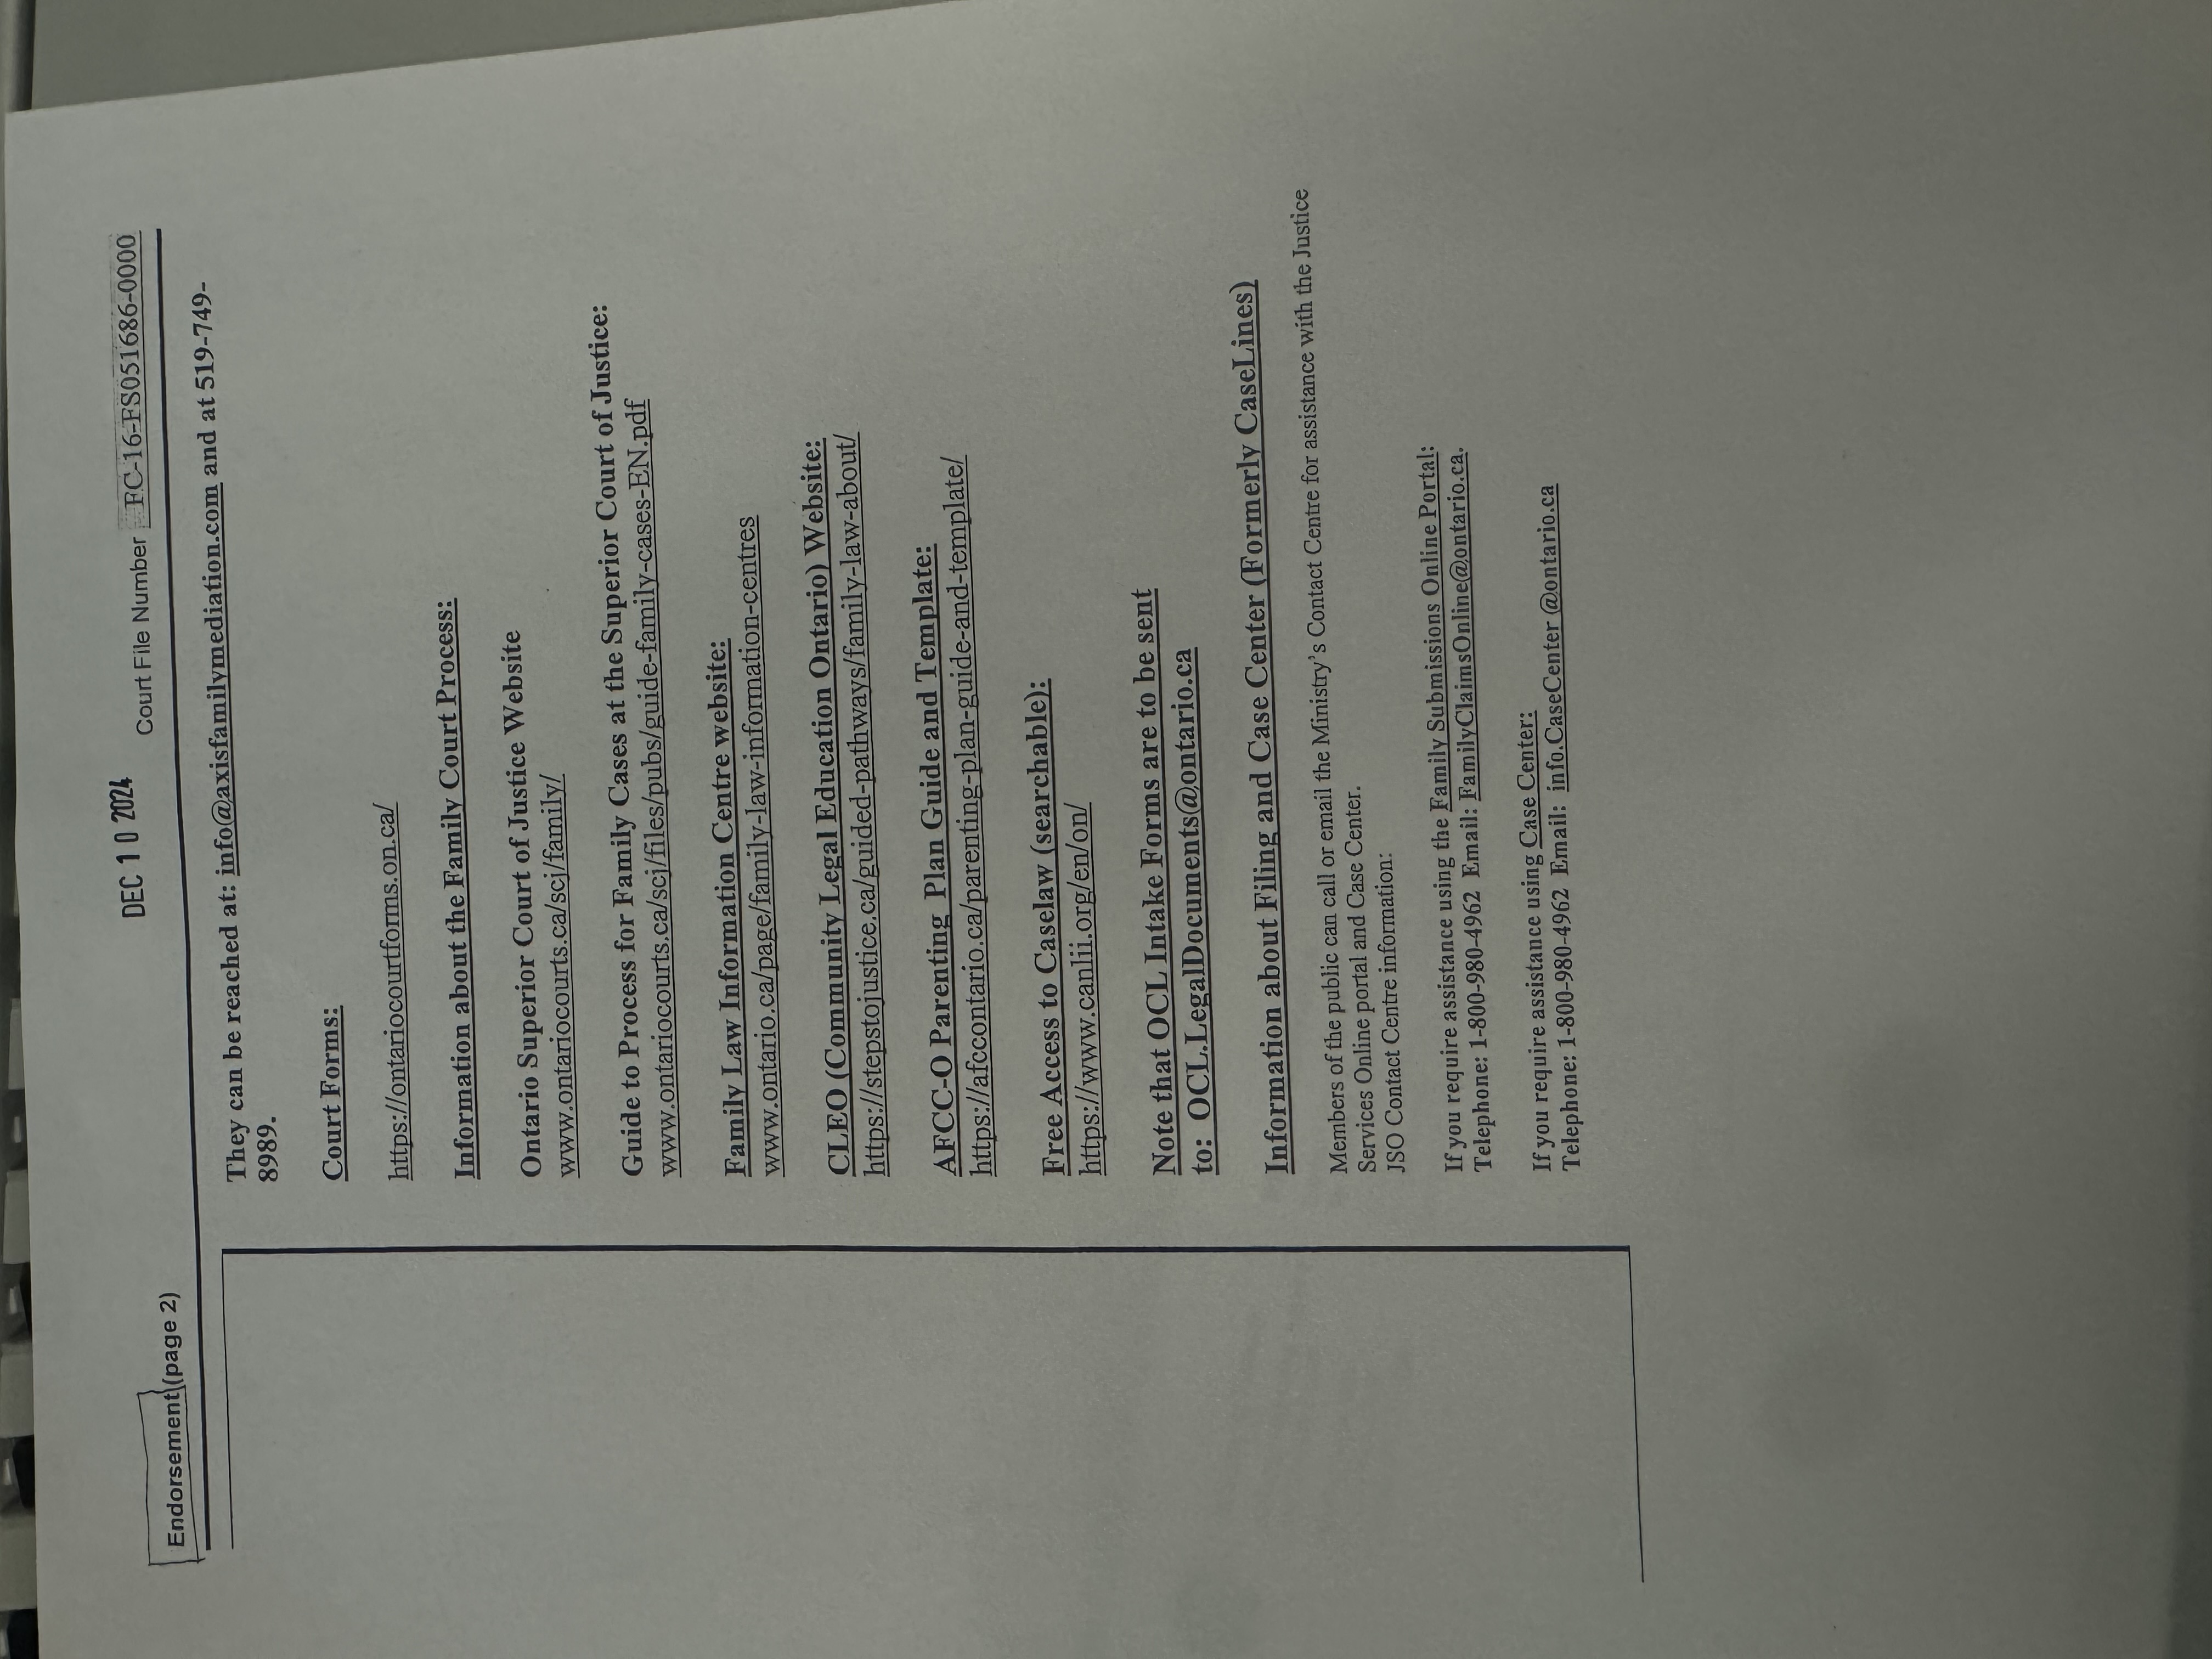 DEC 10 2024
Court File Number FC-16-FS051686-0000
Endorsement (page 2)
They can be reached at: info@axisfamilymediation.com and at 519-749-
8989.
Court Forms:
https://ontariocourtforms.on.ca/
Information about the Family Court Process:
Ontario Superior Court of Justice Website
www.ontariocourts.ca/scj/family/
Guide to Process for Family Cases at the Superior Court of Justice:
www.ontariocourts.ca/scj/files/pubs/guide-family-cases-EN.pdf
Family Law Information Centre website:
www.ontario.ca/page/family-law-information-centres
CLEO (Community Legal Education Ontario) Website:
https://stepstojustice.ca/guided-pathways/family-law-about/
AFCC-O Parenting Plan Guide and Template:
https://afccontario.ca/parenting-plan-guide-and-template/
Free Access to Caselaw (searchable):
https://www.canlii.org/en/on/
Note that OCL Intake Forms are to be sent
to: OCL.LegalDocuments@ontario.ca
Information about Filing and Case Center (Formerly CaseLines)
Members of the public can call or email the Ministry's Contact Centre for assistance with the Justice
Services Online portal and Case Center.
JSO Contact Centre information:
If you require assistance using the Family Submissions Online Portal:
Telephone: 1-800-980-4962 Email: FamilyClaimsOnline@ontario.ca.
If you require assistance using Case Center:
Telephone: 1-800-980-4962 Email: info.CaseCenter @ontario.ca